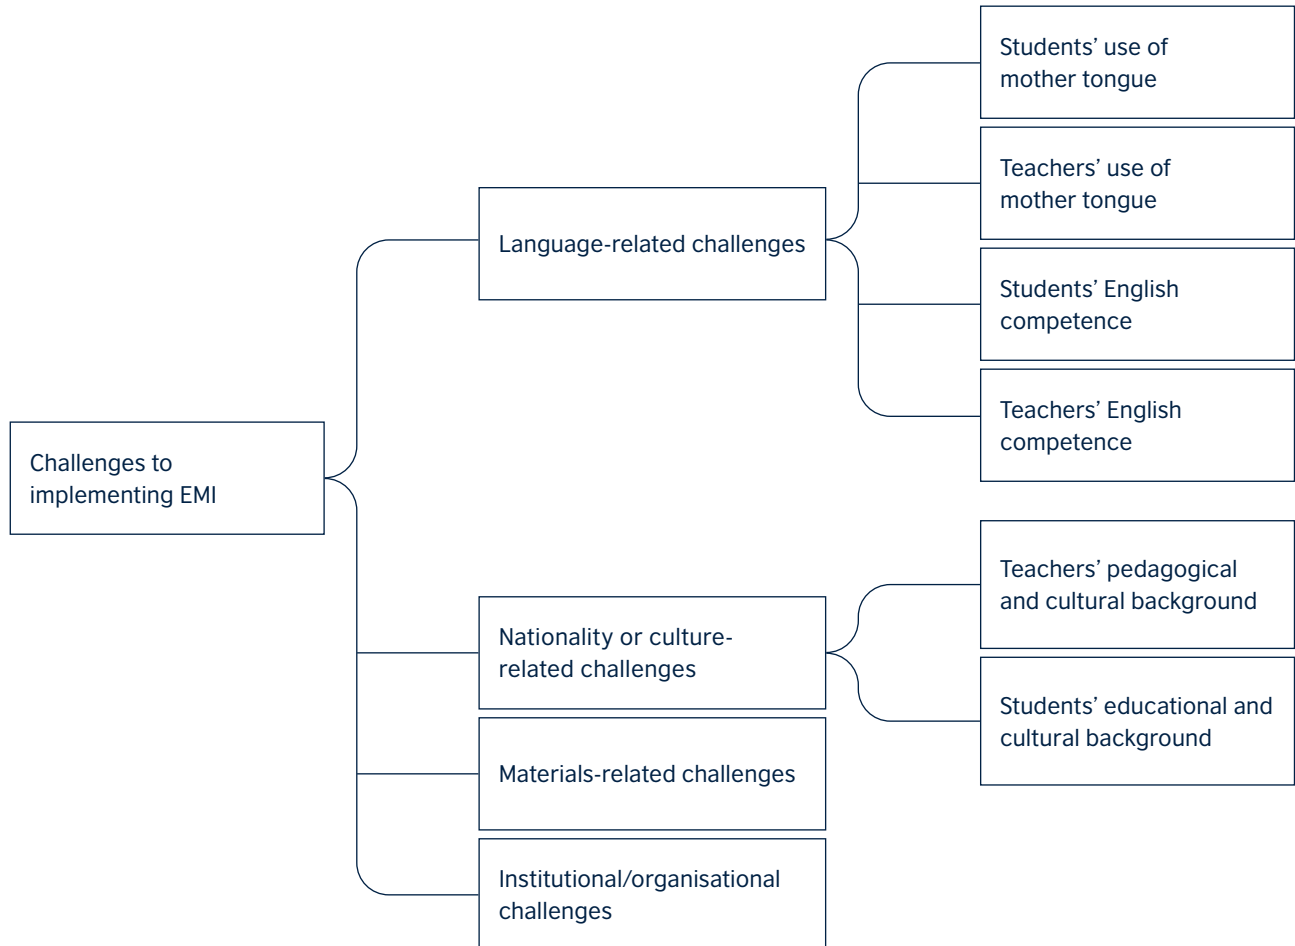 Challenges to
implementing EMI
Language-related challenges
Students’ use of
mother tongue
Teachers’ use of
mother tongue
Students’ English
competence
Teachers’ English
competence
Nationality or culture-
related challenges
Teachers’ pedagogical
and cultural background
Students’ educational and
cultural background
Materials-related challenges
Institutional/organisational
challenges